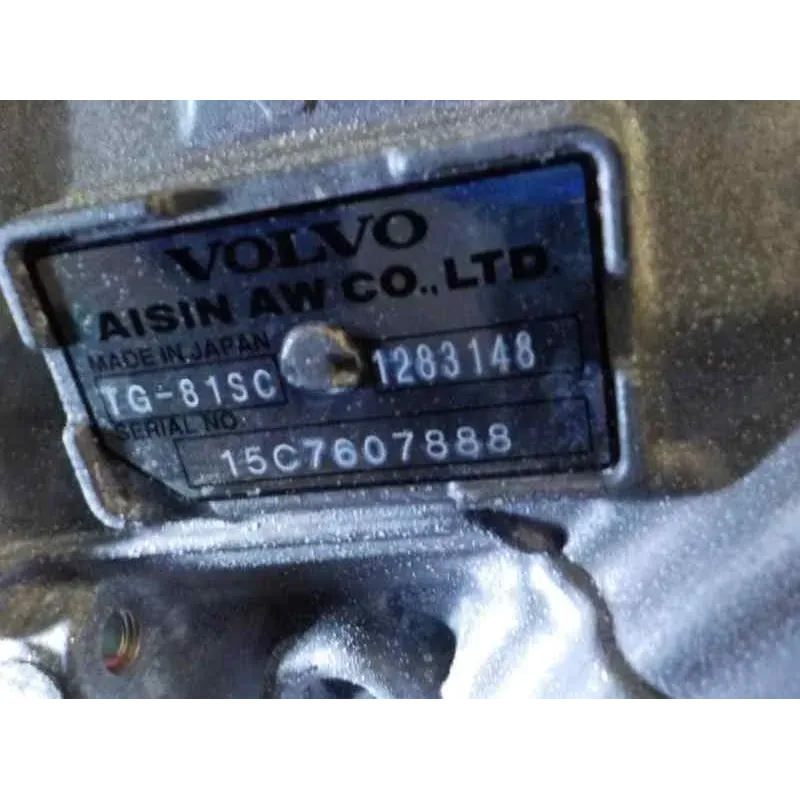 VOLVO
AISIN AW CO., LTD.
MADE IN JAPAN
TG-81SC 1283148
SERIAL NO
15C7607888